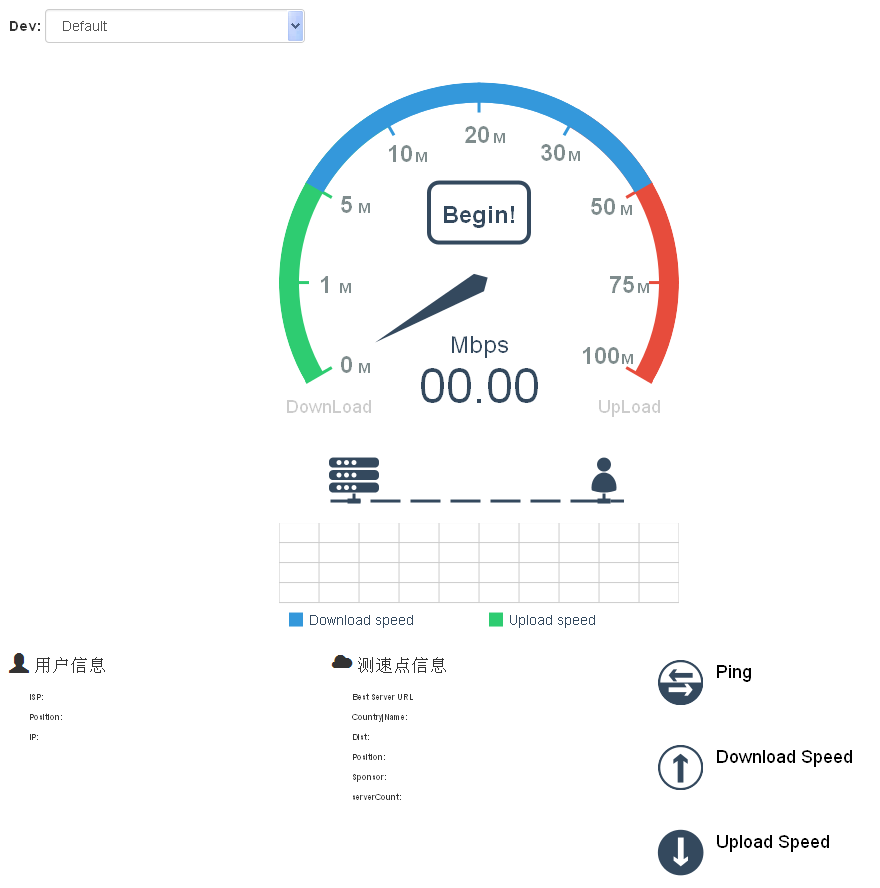 Dev: Default
20 M
10 M
30 M
5 M
50 M
Begin!
1 M
75 M
Mbps
0 M
100 M
00.00
DownLoad
UpLoad
Download speed
Upload speed
用户信息
ISP:
Position:
IP:
测速点信息
Best Server URL
Country|Name:
Dist:
Position:
Sponsor:
serverCount:
Ping
Download Speed
Upload Speed